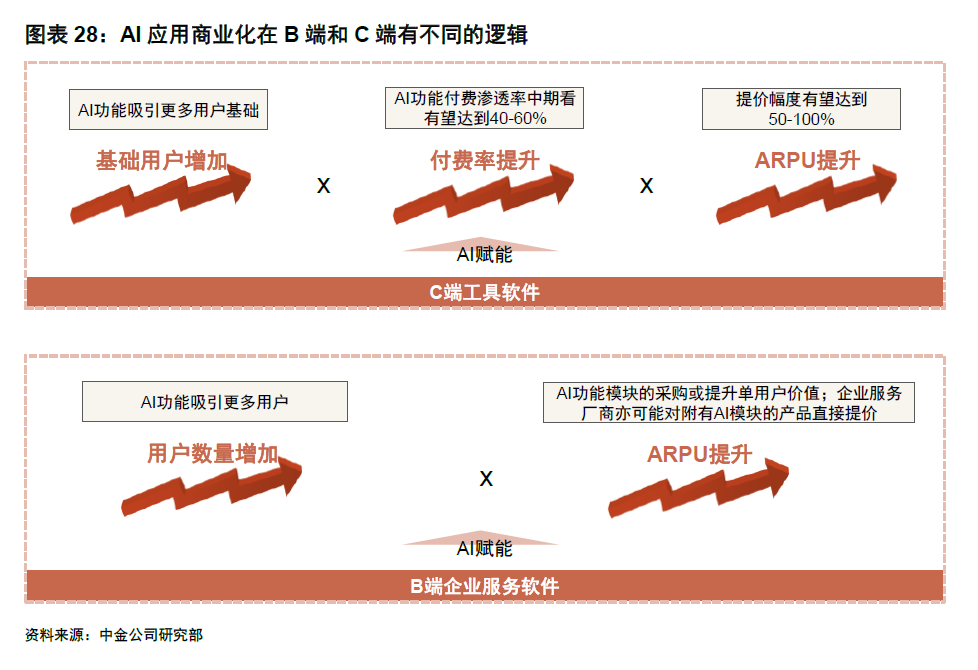 图表 28：AI 应用商业化在 B 端和 C 端有不同的逻辑
AI功能吸引更多用户基础
AI功能付费渗透率中期看
有望达到40-60%
提价幅度有望达到
50-100%
基础用户增加
x
付费率提升
x
ARPU提升
AI赋能
C端工具软件
AI功能吸引更多用户
AI功能模块的采购或提升单用户价值；企业服务
厂商亦可能对附有AI模块的产品直接提价
用户数量增加
x
ARPU提升
AI赋能
B端企业服务软件
资料来源：中金公司研究部